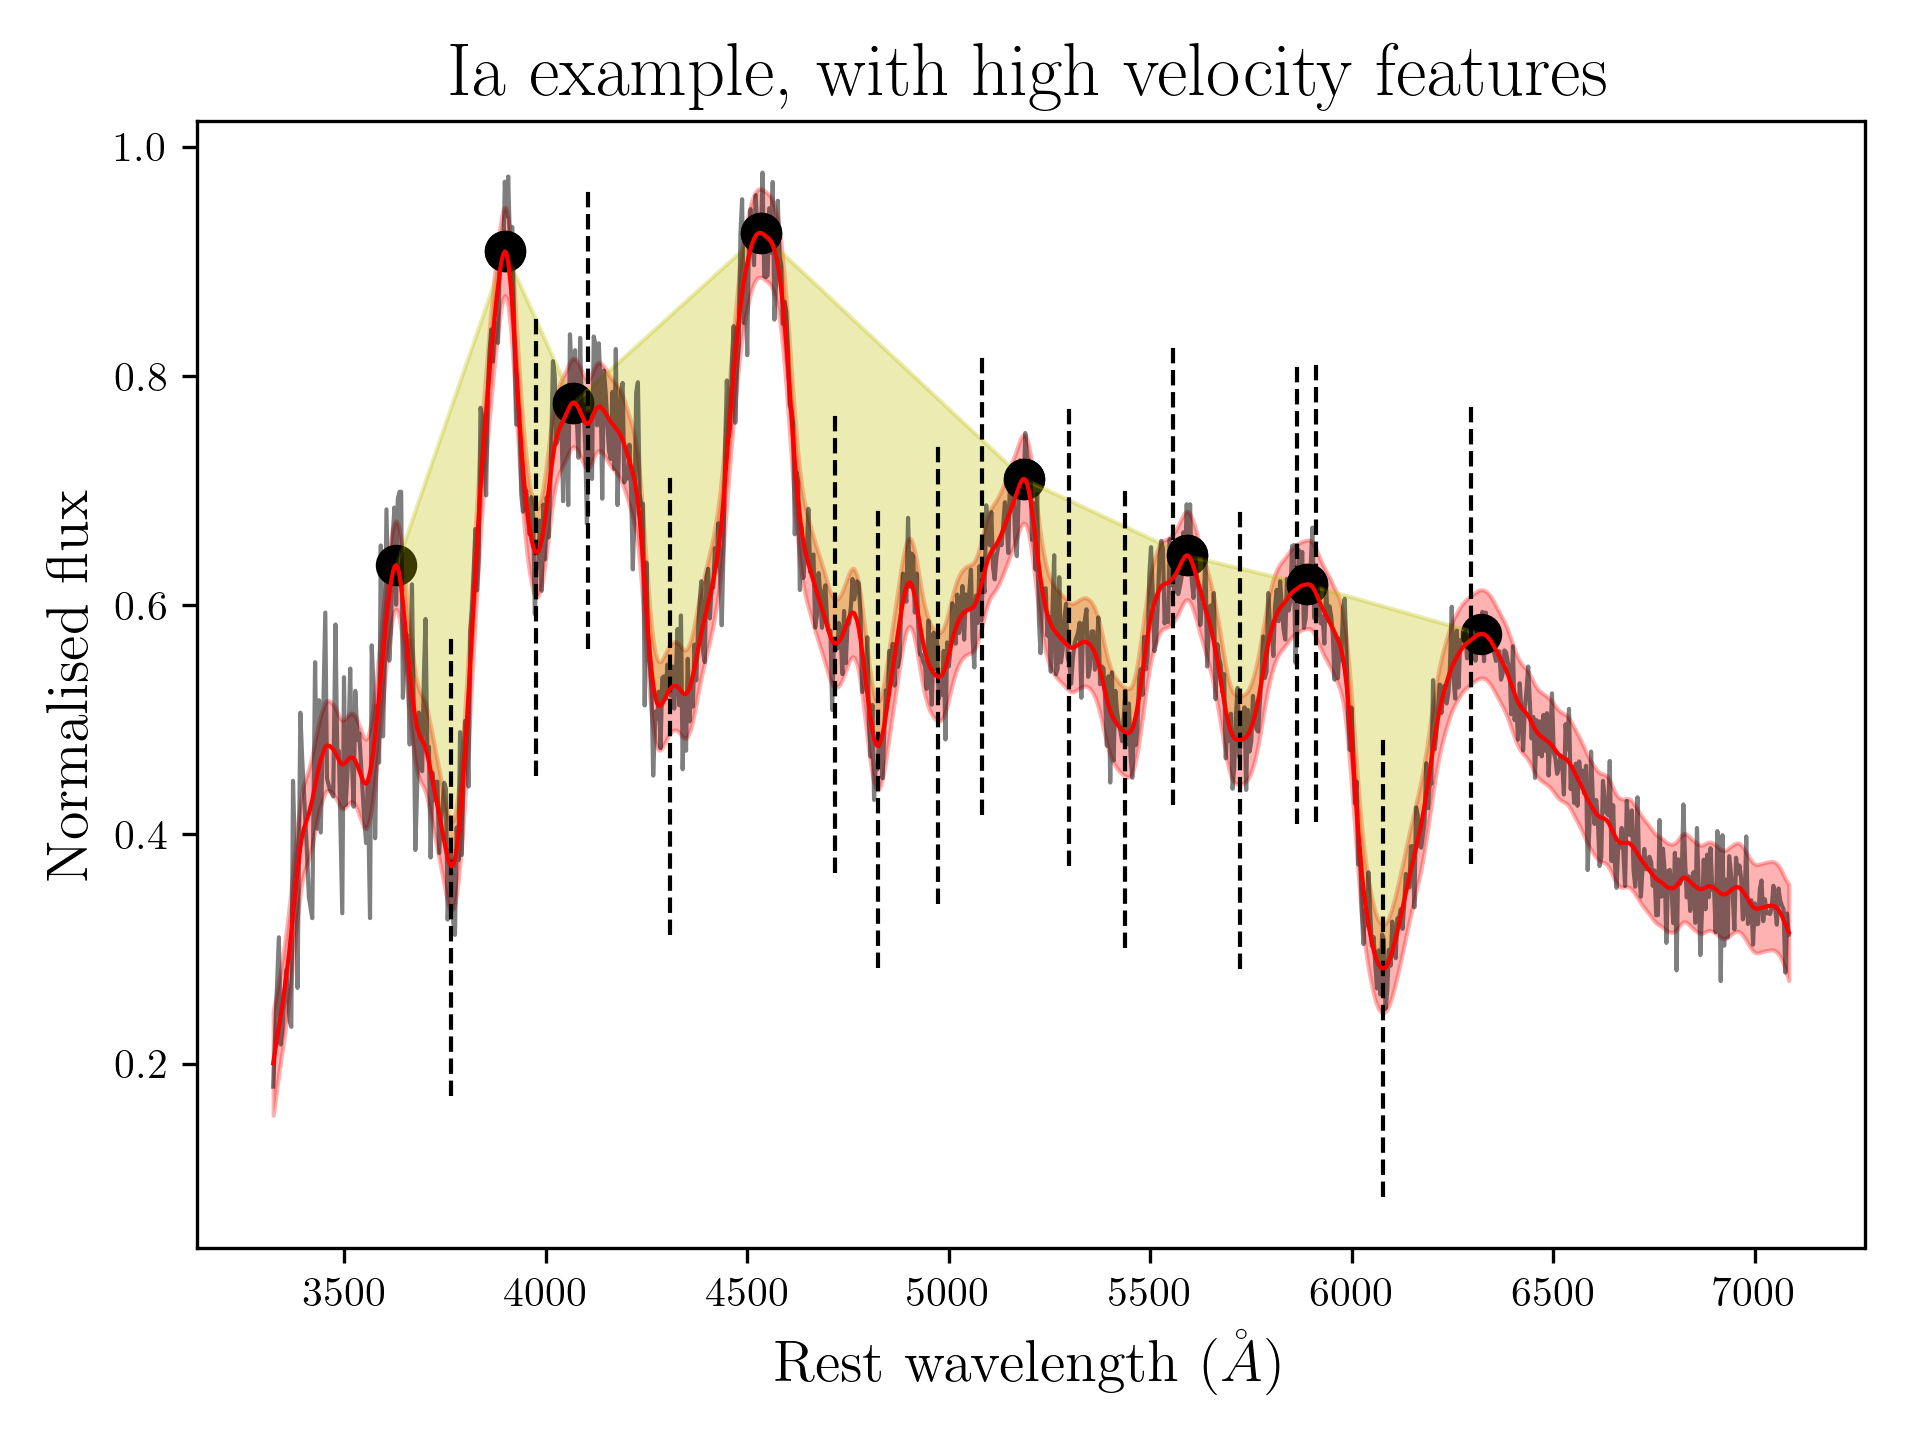 Ia example, with high velocity features
Normalised flux
1.0
0.8
0.6
0.4
0.2
3500 4000 4500 5000 5500 6000 6500 7000
Rest wavelength (Å)